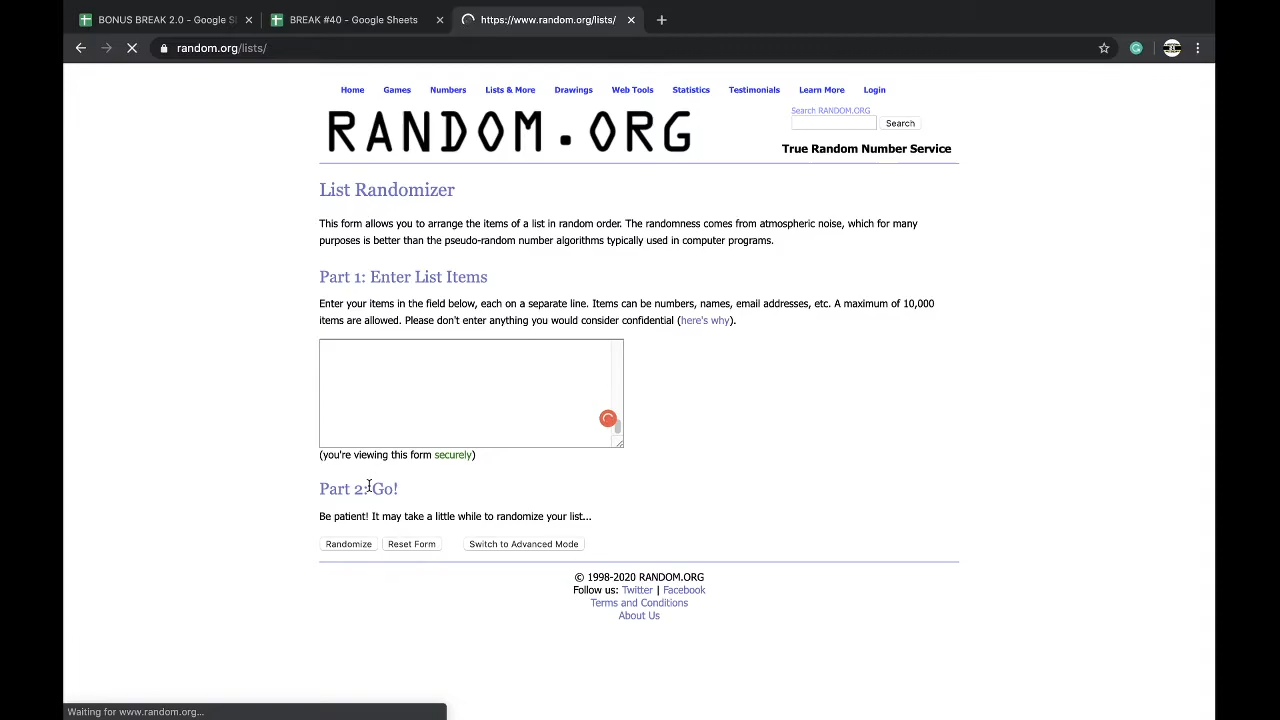 BONUS BREAK 2.0 - Google S
BREAK #40 - Google Sheets
https://www.random.org/lists/
random.org/lists/
Home Games Numbers Lists & More Drawings Web Tools Statistics Testimonials Learn More Login
RANDOM.ORG
Search RANDOM.ORG
Search
True Random Number Service
List Randomizer
This form allows you to arrange the items of a list in random order. The randomness comes from atmospheric noise, which for many
purposes is better than the pseudo-random number algorithms typically used in computer programs.
Part 1: Enter List Items
Enter your items in the field below, each on a separate line. Items can be numbers, names, email addresses, etc. A maximum of 10,000
items are allowed. Please don't enter anything you would consider confidential (here's why).
(you're viewing this form securely)
Part 2: Go!
Be patient! It may take a little while to randomize your list...
Randomize Reset Form Switch to Advanced Mode
© 1998-2020 RANDOM.ORG
Follow us: Twitter | Facebook
Terms and Conditions
About Us
Waiting for www.random.org...